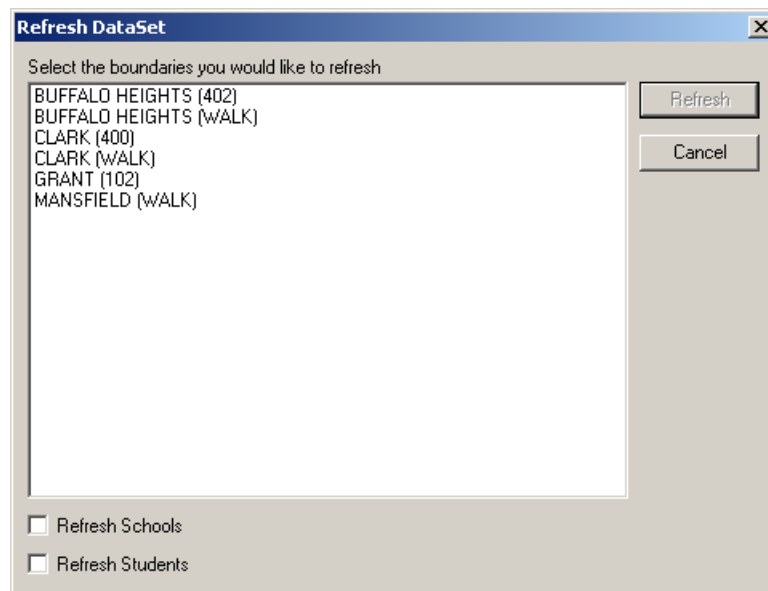 Refresh DataSet
Select the boundaries you would like to refresh
BUFFALO HEIGHTS (402)
BUFFALO HEIGHTS (WALK)
CLARK (400)
CLARK (WALK)
GRANT (102)
MANSFIELD (WALK)
Refresh
Cancel
Refresh Schools
Refresh Students